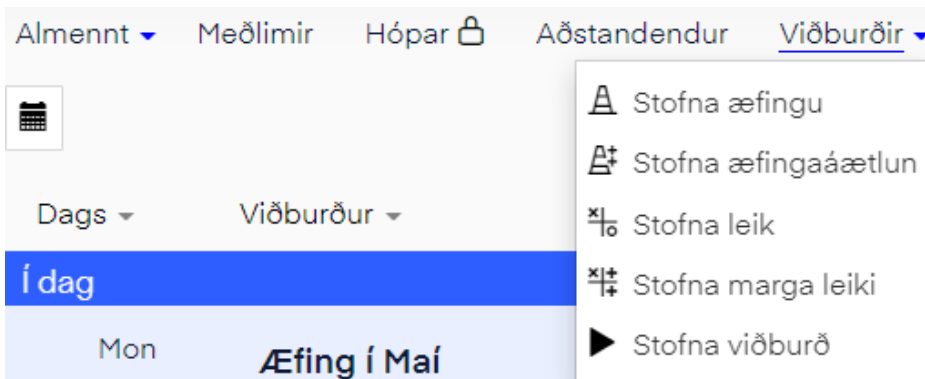 Almennt Meðlimir Hópar Aðstandendur Viðburðir
Stofna æfingu
Stofna æfingaáætlun
Dags Viðburður
Stofna leik
Í dag
Stofna marga leiki
Mon Æfing í Maí
Stofna viðburð